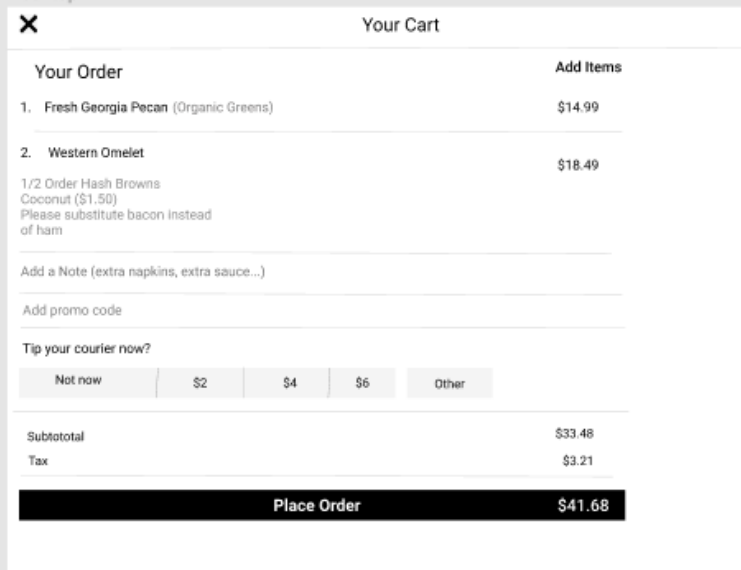 Your Cart
Your Order Add Items
1. Fresh Georgia Pecan (Organic Greens) $14.99
2. Western Omelet $18.49
1/2 Order Hash Browns
Coconut ($1.50)
Please substitute bacon instead
of ham
Add a Note (extra napkins, extra sauce...)
Add promo code
Tip your courier now?
Not now $2 $4 $6 Other
Subtototal $33.48
Tax $3.21
Place Order $41.68